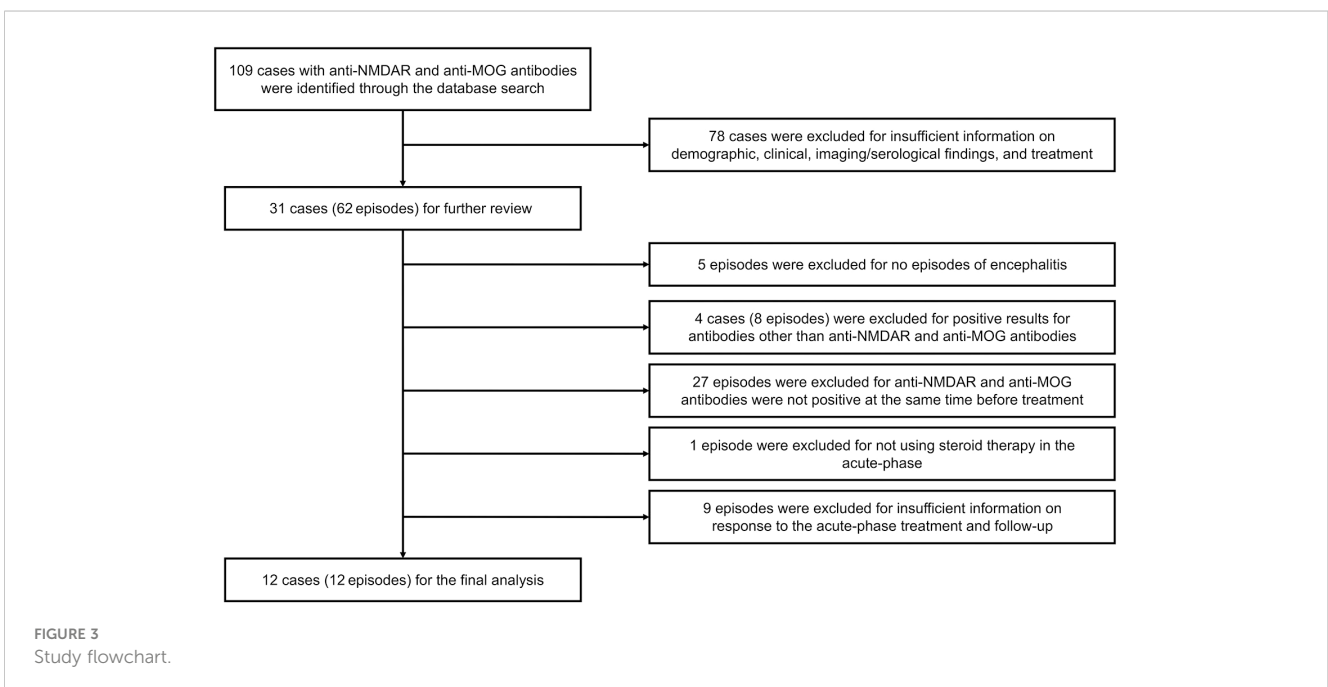 109 cases with anti-NMDAR and anti-MOG antibodies
were identified through the database search
78 cases were excluded for insufficient information on
demographic, clinical, imaging/serological findings, and treatment
31 cases (62 episodes) for further review
5 episodes were excluded for no episodes of encephalitis
4 cases (8 episodes) were excluded for positive results for
antibodies other than anti-NMDAR and anti-MOG antibodies
27 episodes were excluded for anti-NMDAR and anti-MOG
antibodies were not positive at the same time before treatment
1 episode were excluded for not using steroid therapy in the
acute-phase
9 episodes were excluded for insufficient information on
response to the acute-phase treatment and follow-up
12 cases (12 episodes) for the final analysis
FIGURE 3
Study flowchart.